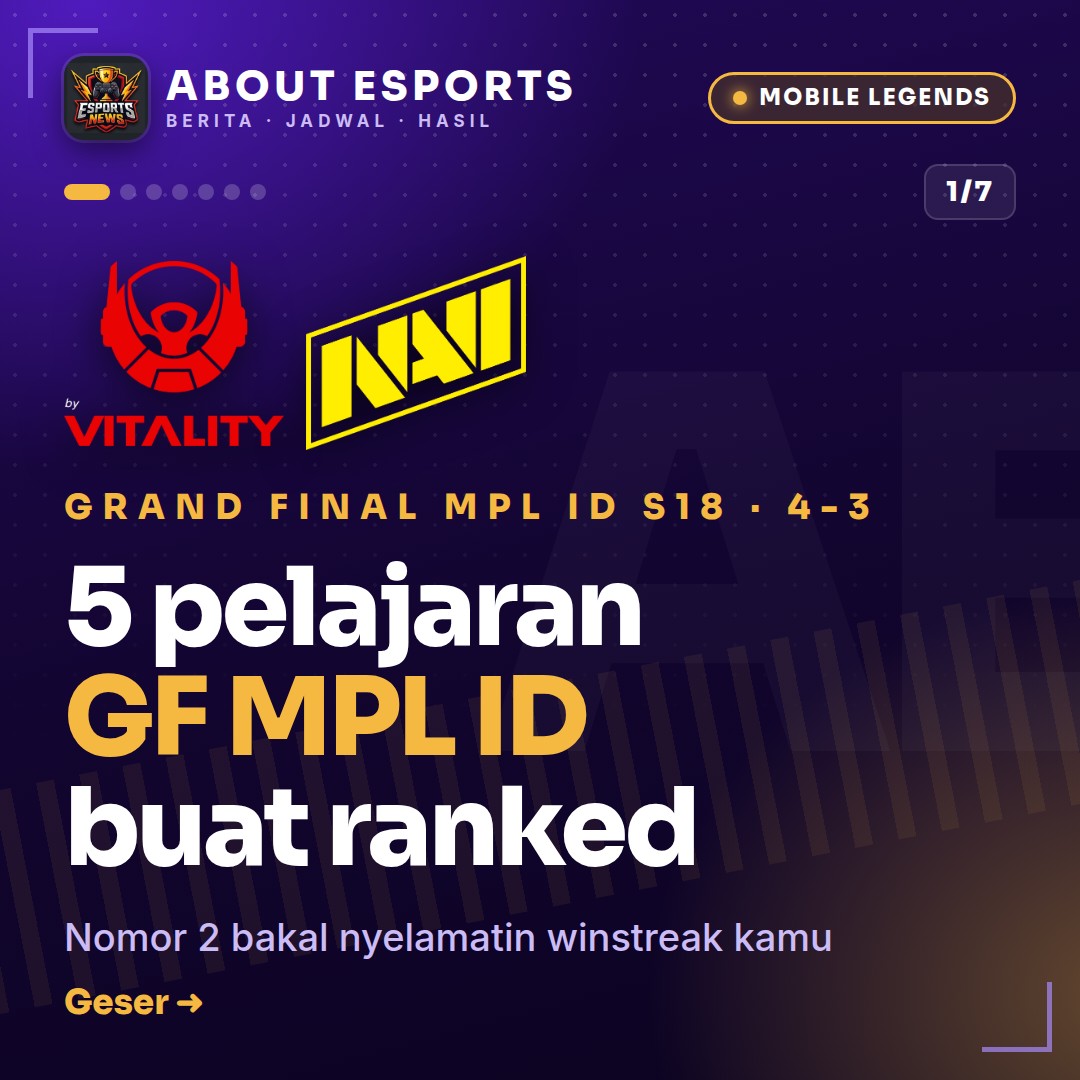 ESPORTS
NEWS
ABOUT ESPORTS
BERITA · JADWAL · HASIL
MOBILE LEGENDS
1/7
by
VITALITY
NAVI
GRAND FINAL MPL ID S18 · 4–3
5 pelajaran
GF MPL ID
buat ranked
Nomor 2 bakal nyelamatin winstreak kamu
Geser ➜
AE